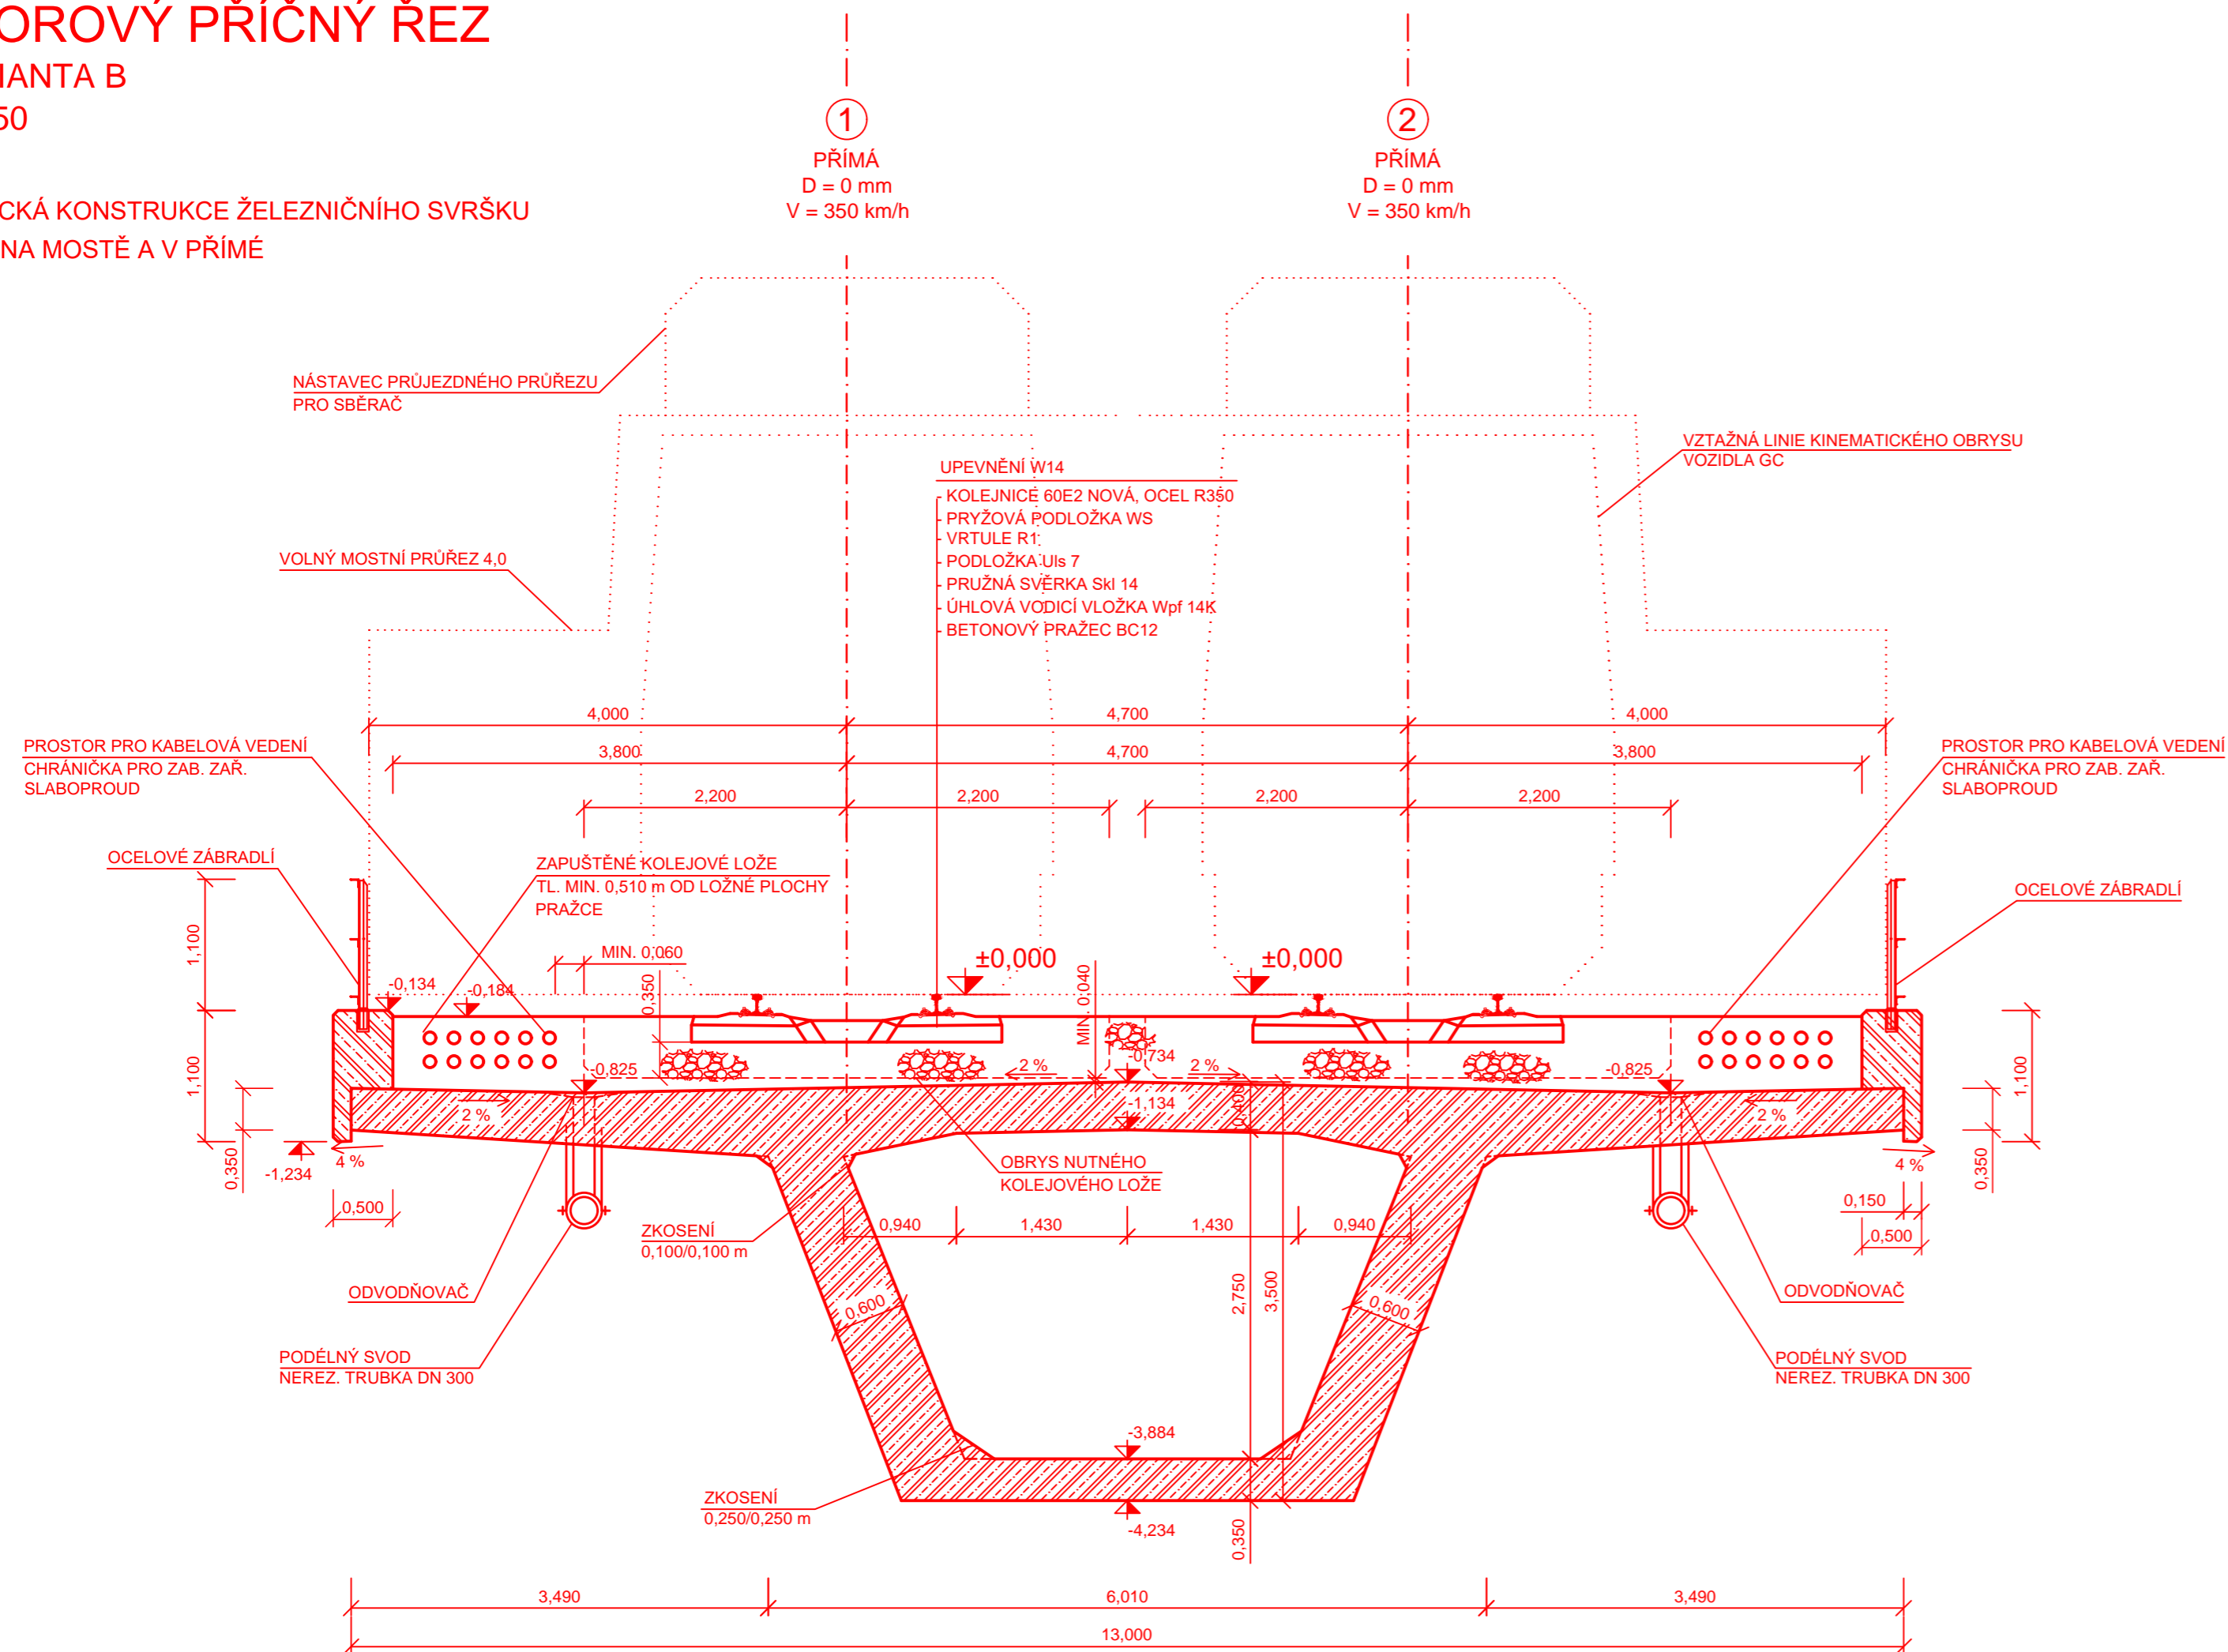 OROVÝ PŘÍČNÝ ŘEZ
IANTA B
50
CKÁ KONSTRUKCE ŽELEZNIČNÍHO SVRŠKU
NA MOSTĚ A V PŘÍMÉ
1
PŘÍMÁ
D = 0 mm
V = 350 km/h
2
PŘÍMÁ
D = 0 mm
V = 350 km/h
NÁSTAVEC PRŮJEZDNÉHO PRŮŘEZU
PRO SBĚRAČ
VZTAŽNÁ LINIE KINEMATICKÉHO OBRYSU
VOZIDLA GC
UPEVNĚNÍ W14
- KOLEJNICE 60E2 NOVÁ, OCEL R350
- PRYŽOVÁ PODLOŽKA WS
- VRTULE R1
- PODLOŽKA Uls 7
- PRUŽNÁ SVĚRKA Skl 14
- ÚHLOVÁ VODICÍ VLOŽKA Wpf 14K
- BETONOVÝ PRAŽEC BC12
VOLNÝ MOSTNÍ PRŮŘEZ 4,0
4,000
4,700
4,000
3,800
4,700
3,800
2,200
2,200
2,200
2,200
PROSTOR PRO KABELOVÁ VEDENÍ
CHRÁNIČKA PRO ZAB. ZAŘ.
SLABOPROUD
PROSTOR PRO KABELOVÁ VEDENÍ
CHRÁNIČKA PRO ZAB. ZAŘ.
SLABOPROUD
OCELOVÉ ZÁBRADLÍ
ZAPUŠTĚNÉ KOLEJOVÉ LOŽE
TL. MIN. 0,510 m OD LOŽNÉ PLOCHY
PRAŽCE
OCELOVÉ ZÁBRADLÍ
1,100
MIN. 0,060
±0,000
±0,000
-0,134
-0,184
0,350
MIN. 0,040
-0,825
2 %
-0,734
2 %
-0,825
1,100
2 %
-1,134
0,400
2 %
1,100
0,350
-1,234
4 %
OBRYS NUTNÉHO
KOLEJOVÉHO LOŽE
4 %
0,350
0,500
0,150
0,500
ZKOSENÍ
0,100/0,100 m
0,940
1,430
1,430
0,940
ODVODŇOVAČ
0,600
2,750
3,500
0,600
ODVODŇOVAČ
PODÉLNÝ SVOD
NEREZ. TRUBKA DN 300
PODÉLNÝ SVOD
NEREZ. TRUBKA DN 300
-3,884
ZKOSENÍ
0,250/0,250 m
-4,234
0,350
3,490
6,010
3,490
13,000